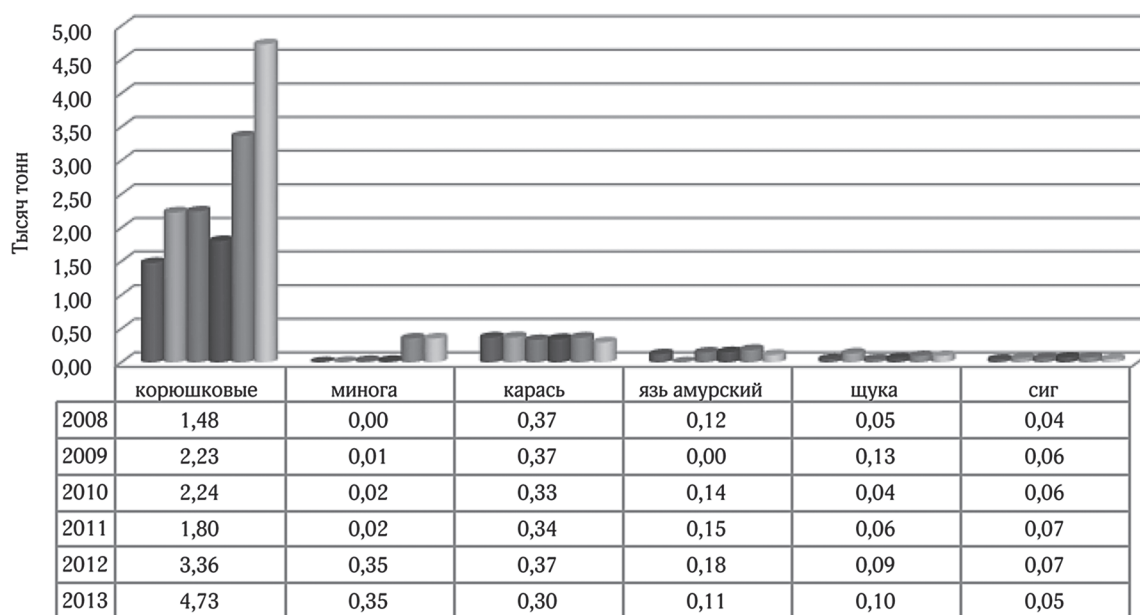 Тысяч тонн
5,00
4,50
4,00
3,50
3,00
2,50
2,00
1,50
1,00
0,50
0,00
корюшковые минога карась язь амурский щука сиг
2008 1,48 0,00 0,37 0,12 0,05 0,04
2009 2,23 0,01 0,37 0,00 0,13 0,06
2010 2,24 0,02 0,33 0,14 0,04 0,06
2011 1,80 0,02 0,34 0,15 0,06 0,07
2012 3,36 0,35 0,37 0,18 0,09 0,07
2013 4,73 0,35 0,30 0,11 0,10 0,05